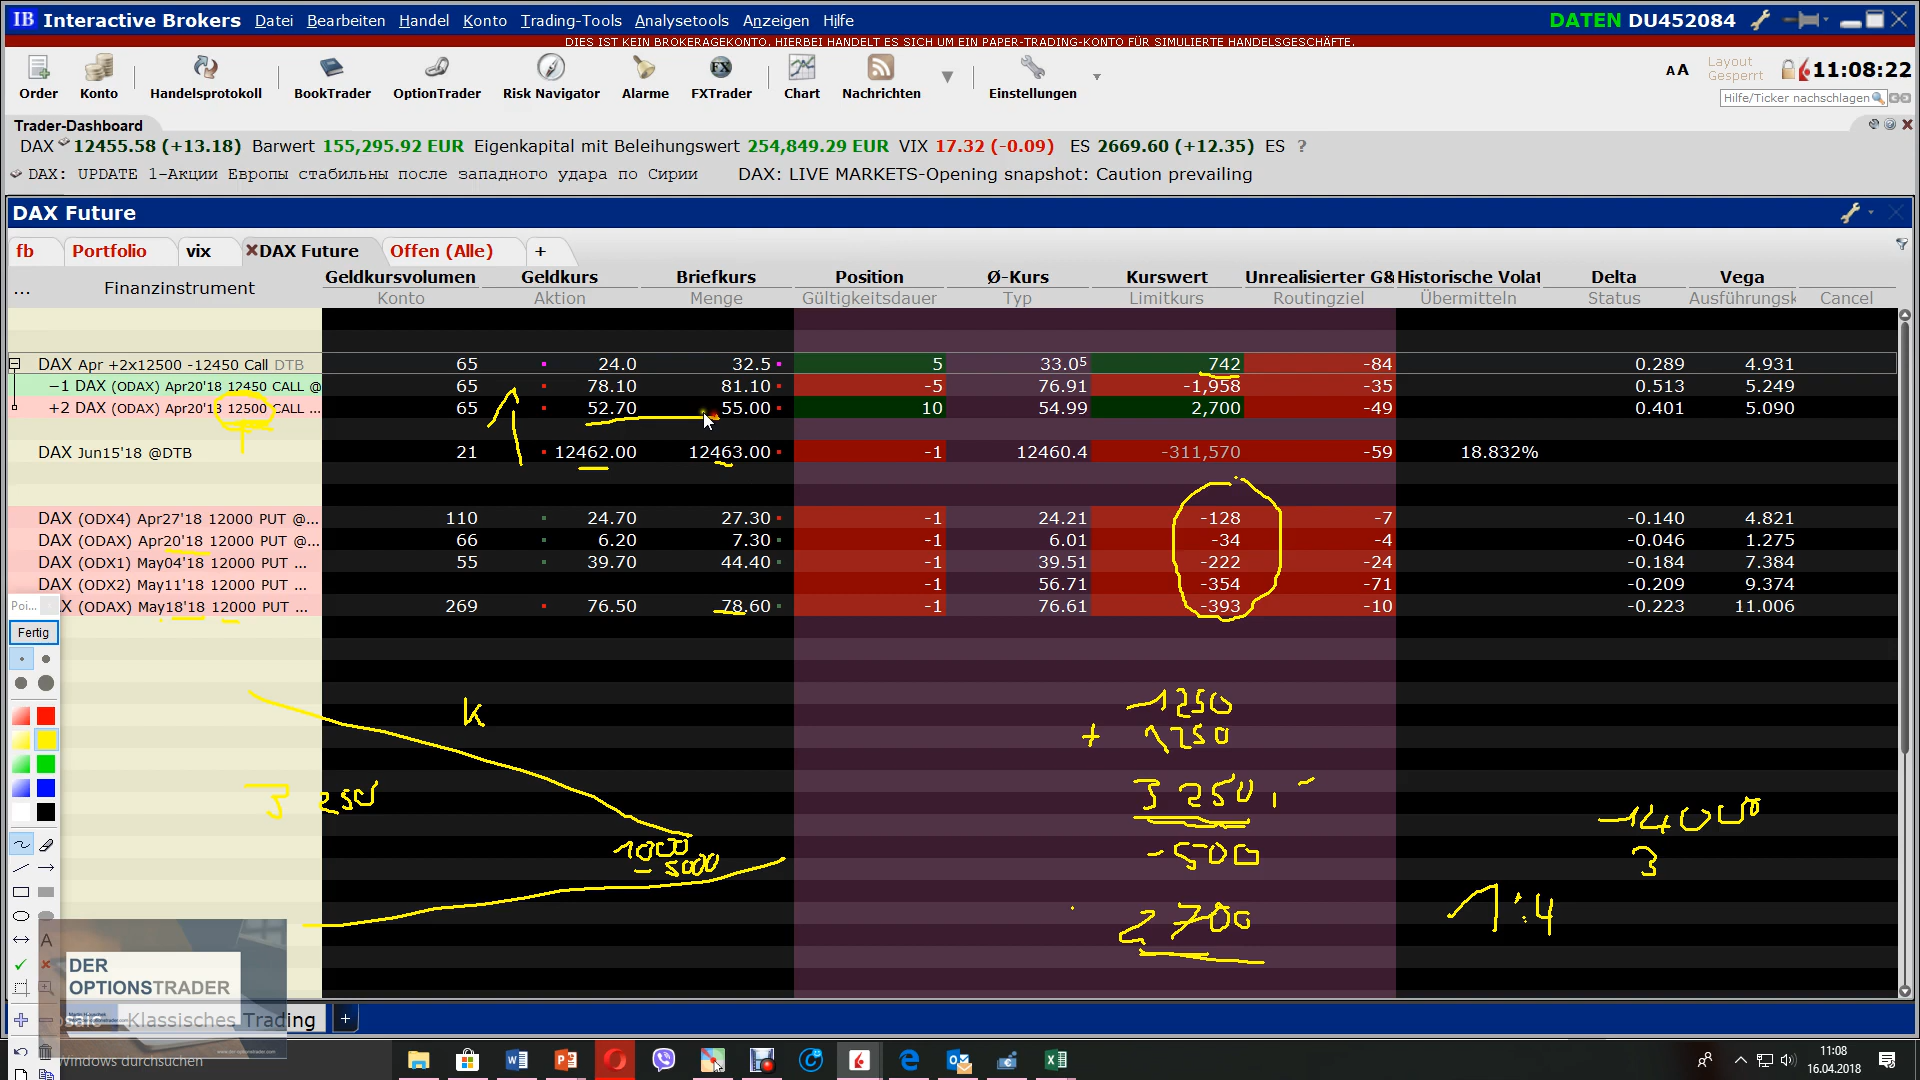 IB Interactive Brokers Datei Bearbeiten Handel Konto Trading-Tools Analysetools Anzeigen Hilfe DATEN DU452084
DIES IST KEIN BROKERAGEKONTO. HIERBEI HANDELT ES SICH UM EIN PAPER-TRADING-KONTO FÜR SIMULIERTE HANDELSGESCHÄFTE.
Order Konto Handelsprotokoll BookTrader OptionTrader Risk Navigator Alarme FX FXTrader Chart Nachrichten Einstellungen
AA Layout Gesperrt 11:08:22
Hilfe/Ticker nachschlagen
Trader-Dashboard
DAX 12455.58 (+13.18) Barwert 155,295.92 EUR Eigenkapital mit Beleihungswert 254,849.29 EUR VIX 17.32 (-0.09) ES 2669.60 (+12.35) ES ?
DAX: UPDATE 1-Акции Европы стабильны после западного удара по Сирии DAX: LIVE MARKETS-Opening snapshot: Caution prevailing
DAX Future
fb Portfolio vix DAX Future Offen (Alle) +
... Finanzinstrument Geldkursvolumen Geldkurs Briefkurs Position Ø-Kurs Kurswert Unrealisierter G& Historische Volat Delta Vega
Konto Aktion Menge Gültigkeitsdauer Typ Limitkurs Routingziel Übermitteln Status Ausführungsk Cancel
DAX Apr +2x12500 -12450 Call DTB 65 24.0 32.5 5 33.05 742 -84 0.289 4.931
−1 DAX (ODAX) Apr20'18 12450 CALL @ 65 78.10 81.10 -5 76.91 -1,958 -35 0.513 5.249
+2 DAX (ODAX) Apr20'18 12500 CALL ... 65 52.70 55.00 10 54.99 2,700 -49 0.401 5.090
DAX Jun15'18 @DTB 21 12462.00 12463.00 -1 12460.4 -311,570 -59 18.832%
DAX (ODX4) Apr27'18 12000 PUT @... 110 24.70 27.30 -1 24.21 -128 -7 -0.140 4.821
DAX (ODAX) Apr20'18 12000 PUT @... 66 6.20 7.30 -1 6.01 -34 -4 -0.046 1.275
DAX (ODX1) May04'18 12000 PUT ... 55 39.70 44.40 -1 39.51 -222 -24 -0.184 7.384
DAX (ODX2) May11'18 12000 PUT ... -1 56.71 -354 -71 -0.209 9.374
X (ODAX) May18'18 12000 PUT ... 269 76.50 78.60 -1 76.61 -393 -10 -0.223 11.006
Poi...
Fertig
K
-1250
+ 1250
3 250
3 250
1000
- 5000
-500
-14000
3
2 700
1:4
A
DER
OPTIONSTRADER
osaic Klassisches Trading +
Windows durchsuchen
11:08
16.04.2018